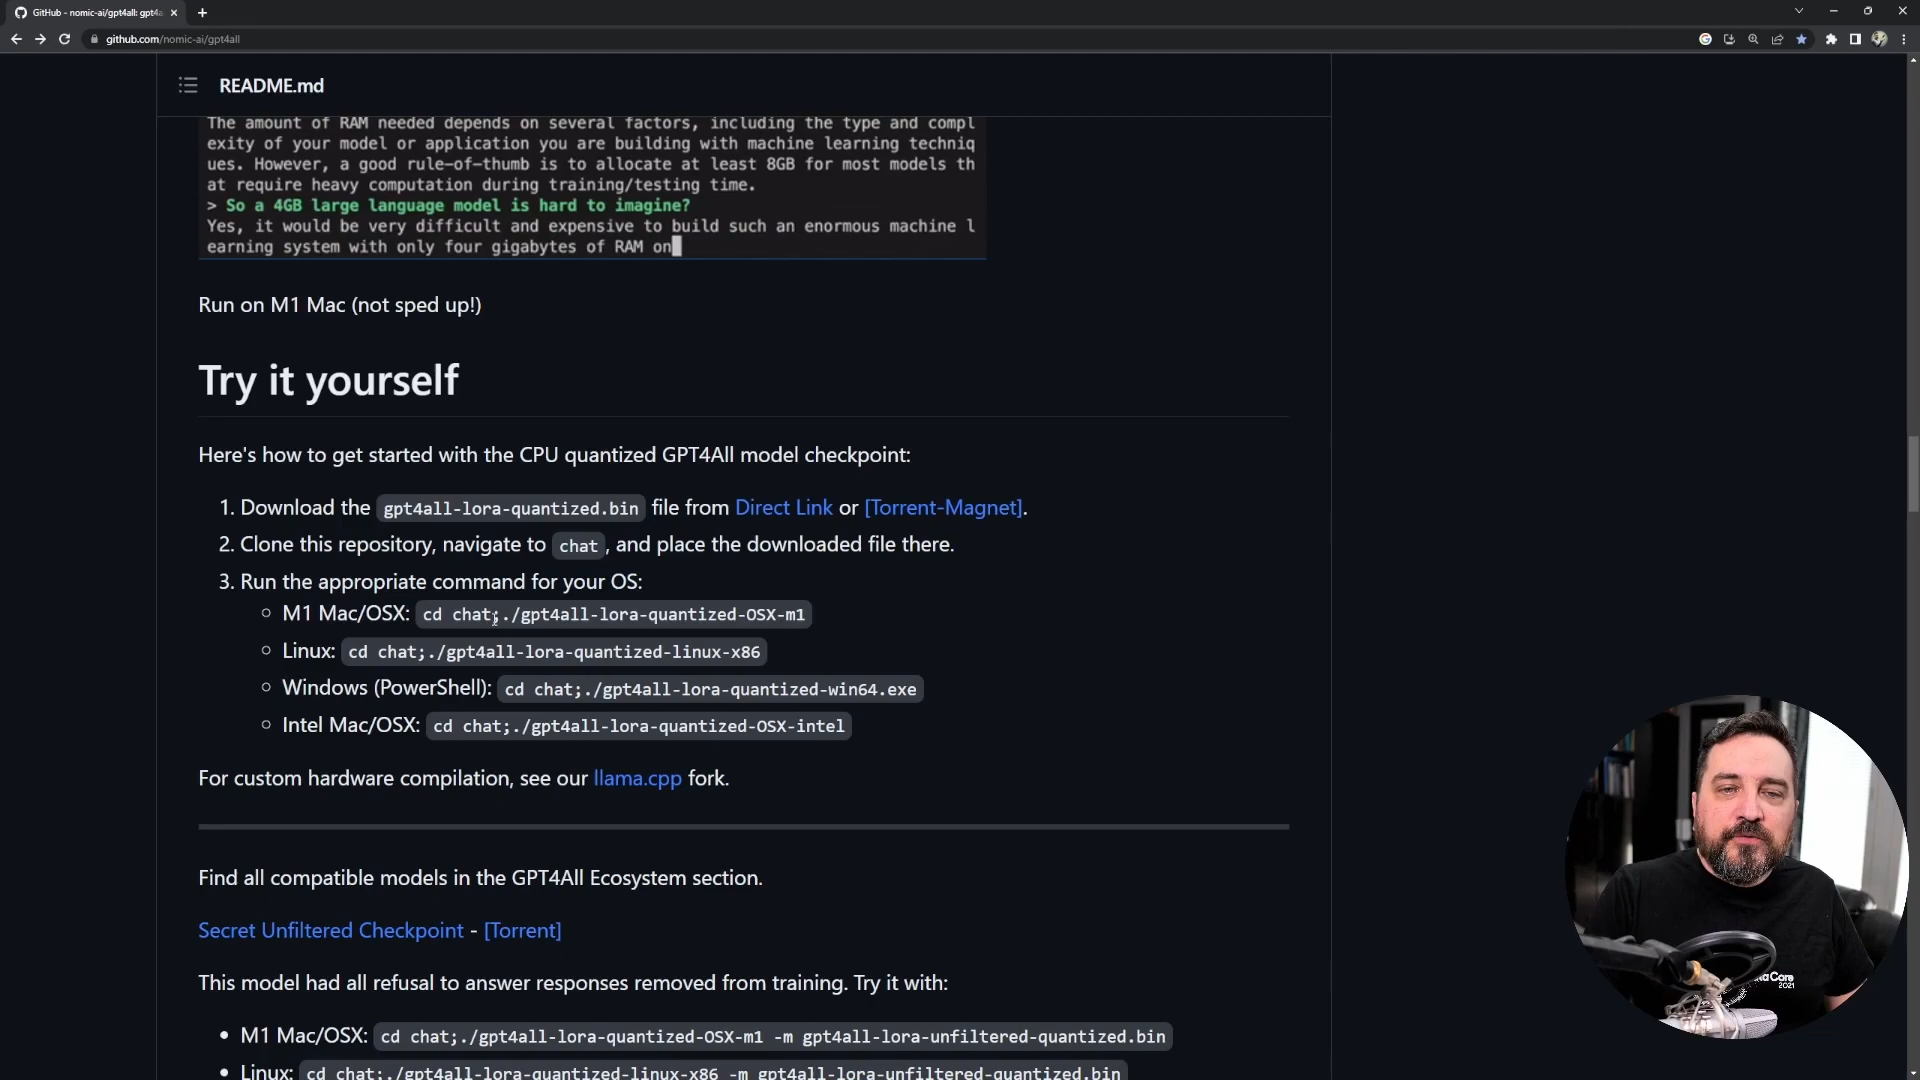 GitHub - nomic-ai/gpt4all: gpt4a
github.com/nomic-ai/gpt4all
README.md
The amount of RAM needed depends on several factors, including the type and compl
exity of your model or application you are building with machine learning techniq
ues. However, a good rule-of-thumb is to allocate at least 8GB for most models th
at require heavy computation during training/testing time.
> So a 4GB large language model is hard to imagine?
Yes, it would be very difficult and expensive to build such an enormous machine l
earning system with only four gigabytes of RAM on
Run on M1 Mac (not sped up!)
Try it yourself
Here's how to get started with the CPU quantized GPT4All model checkpoint:
1. Download the gpt4all-lora-quantized.bin file from Direct Link or [Torrent-Magnet].
2. Clone this repository, navigate to chat, and place the downloaded file there.
3. Run the appropriate command for your OS:
M1 Mac/OSX: cd chat;./gpt4all-lora-quantized-OSX-m1
Linux: cd chat;./gpt4all-lora-quantized-linux-x86
Windows (PowerShell): cd chat;./gpt4all-lora-quantized-win64.exe
Intel Mac/OSX: cd chat;./gpt4all-lora-quantized-OSX-intel
For custom hardware compilation, see our llama.cpp fork.
Find all compatible models in the GPT4All Ecosystem section.
Secret Unfiltered Checkpoint - [Torrent]
This model had all refusal to answer responses removed from training. Try it with:
M1 Mac/OSX: cd chat;./gpt4all-lora-quantized-OSX-m1 -m gpt4all-lora-unfiltered-quantized.bin
Linux: cd chat;./gpt4all-lora-quantized-linux-x86 -m gpt4all-lora-unfiltered-quantized.bin
Core
2021